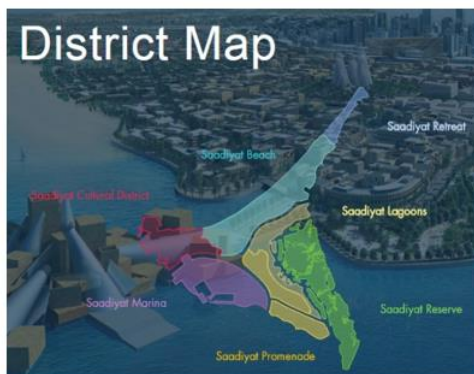 District Map
Saadiyat Retreat
Saadiyat Beach
Saadiyat Cultural District
Saadiyat Lagoons
Saadiyat Marina
Saadiyat Reserve
Saadiyat Promenade